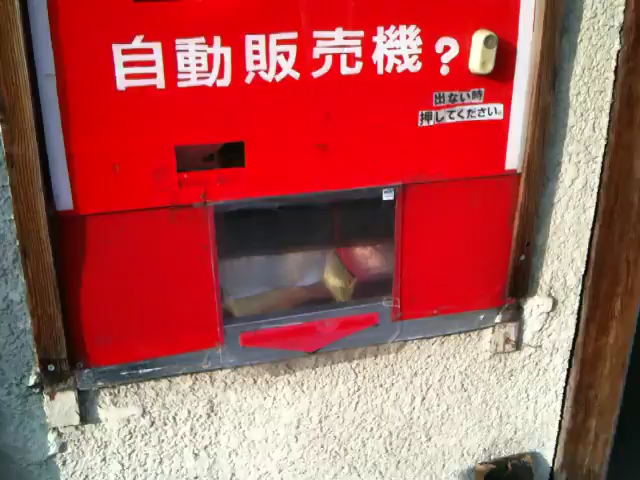 自動販売機?
出ない時
押してください。